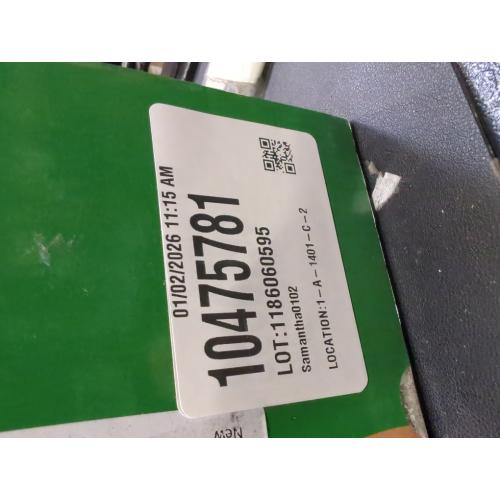 01/02/2026 11:15 AM
10475781
LOT:1186060595
Samantha0102
LOCATION:1-A-1401-C-2
New